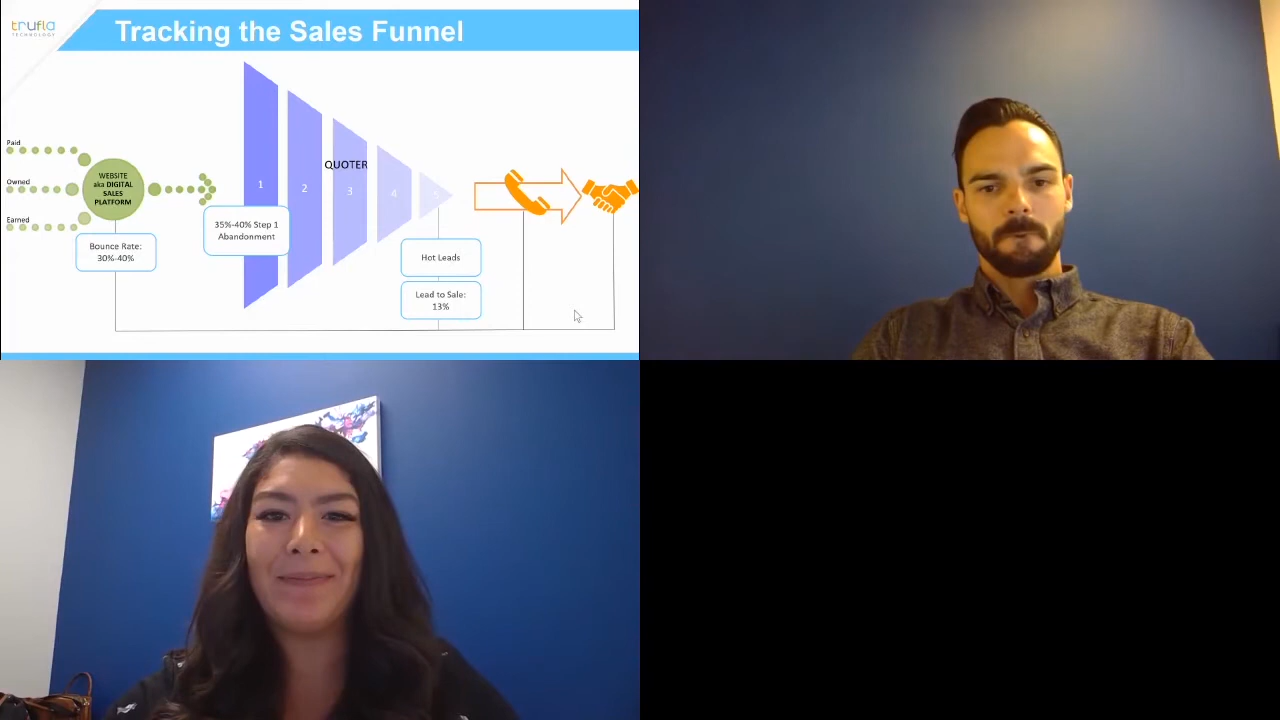 trufla
TECHNOLOGY
Tracking the Sales Funnel
Paid
Owned
Earned
WEBSITE
aka DIGITAL
SALES
PLATFORM
Bounce Rate:
30%-40%
QUOTER
1
2
3
4
5
35%-40% Step 1
Abandonment
Hot Leads
Lead to Sale:
13%